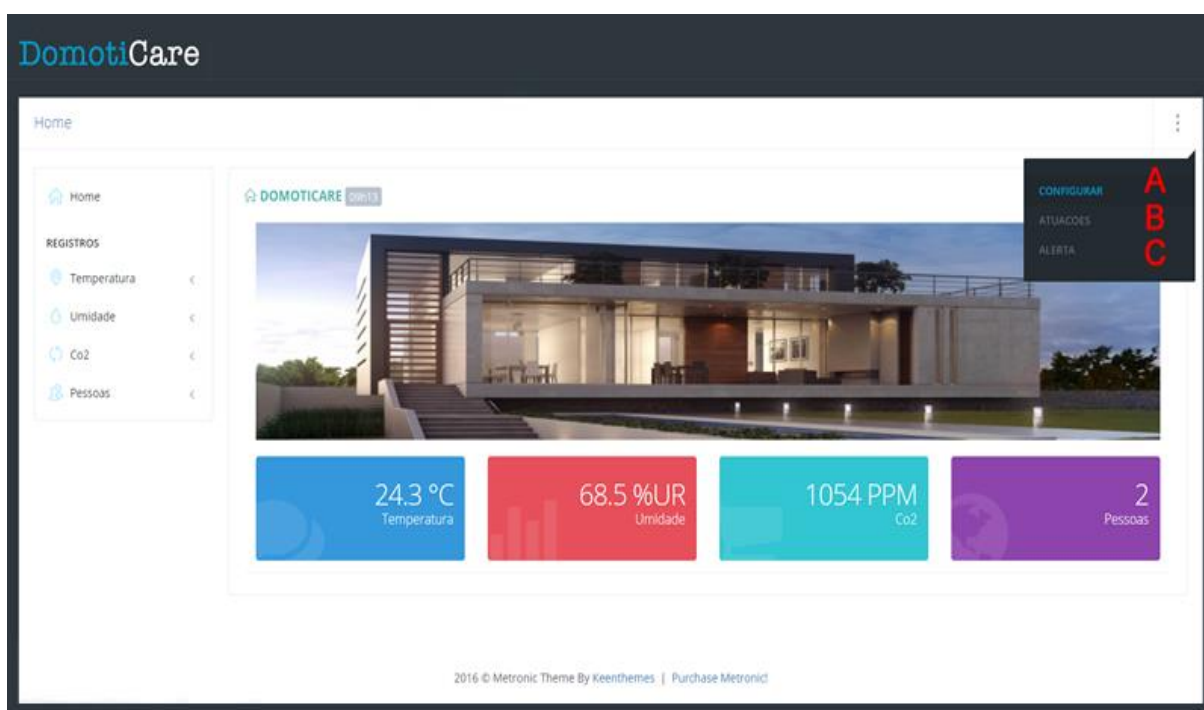 DomotiCare
Home
CONFIGURAR A
ATUACOES B
ALERTA C
Home
REGISTROS
Temperatura
Umidade
Co2
Pessoas
DOMOTICARE 09h13
24.3 °C
Temperatura
68.5 %UR
Umidade
1054 PPM
Co2
2
Pessoas
2016 © Metronic Theme By Keenthemes | Purchase Metronic!